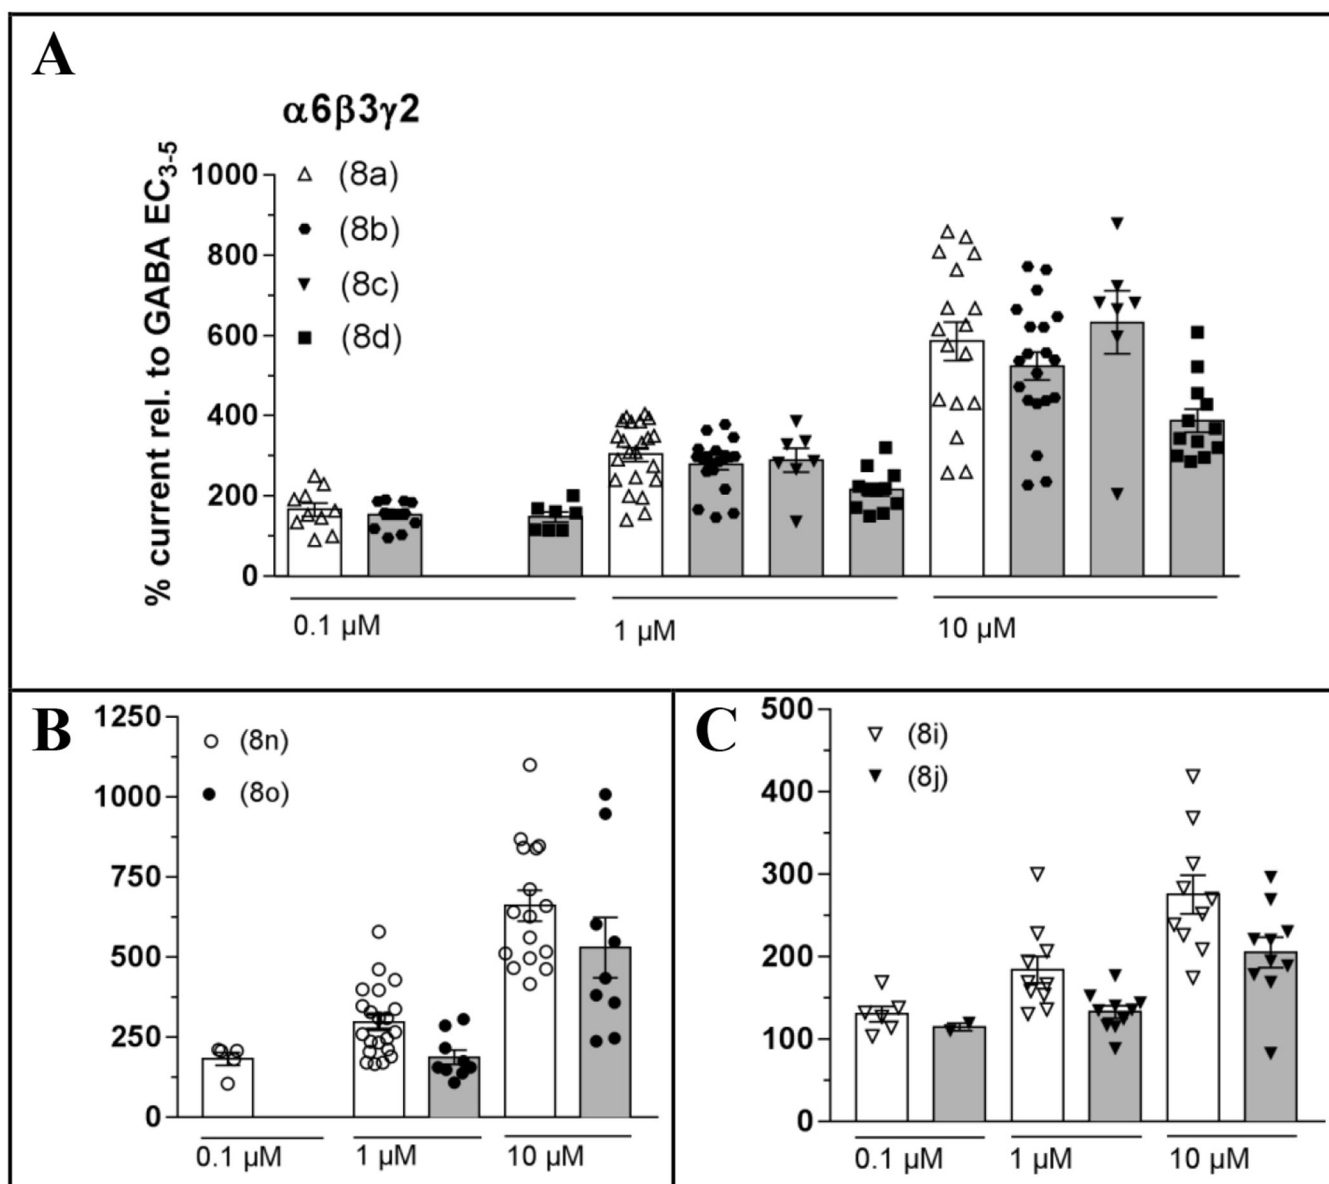 A
α6β3γ2
% current rel. to GABA EC3-5
1000
800
600
400
200
0
(8a)
(8b)
(8c)
(8d)
0.1 µM
1 µM
10 µM
B
1250
1000
750
500
250
0
(8n)
(8o)
0.1 µM
1 µM
10 µM
C
500
400
300
200
100
0
(8i)
(8j)
0.1 µM
1 µM
10 µM